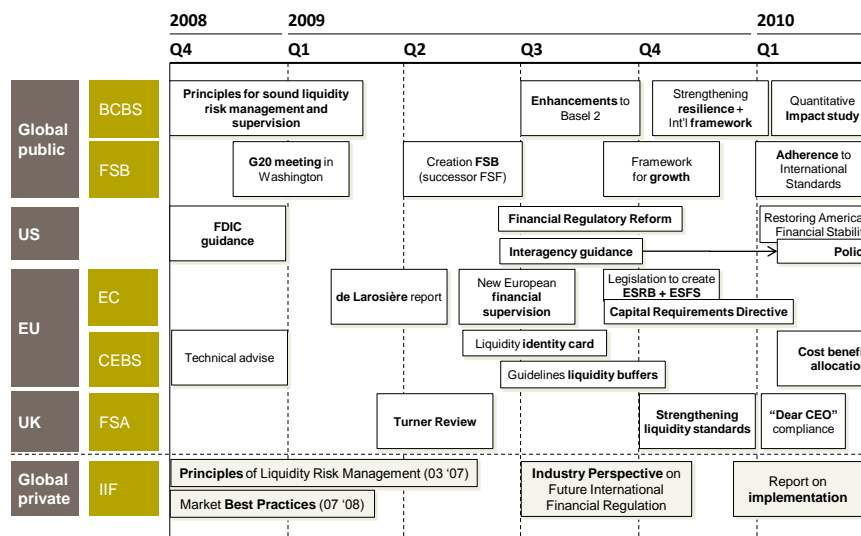 2008 2009 2010
Q4 Q1 Q2 Q3 Q4 Q1
Global
public
BCBS
Principles for sound liquidity
risk management and
supervision
Enhancements to
Basel 2
Strengthening
resilience +
Int'l framework
Quantitative
Impact study
FSB
G20 meeting in
Washington
Creation FSB
(successor FSF)
Framework
for growth
Adherence to
International
Standards
US
FDIC
guidance
Financial Regulatory Reform
Interagency guidance
Restoring America
Financial Stabilit
Polic
EU
EC
de Larosière report
New European
financial
supervision
Legislation to create
ESRB + ESFS
Capital Requirements Directive
CEBS
Technical advise
Liquidity identity card
Guidelines liquidity buffers
Cost benefi
allocation
UK
FSA
Turner Review
Strengthening
liquidity standards
“Dear CEO”
compliance
Global
private
IIF
Principles of Liquidity Risk Management (03 ‘07)
Market Best Practices (07 ‘08)
Industry Perspective on
Future International
Financial Regulation
Report on
implementation